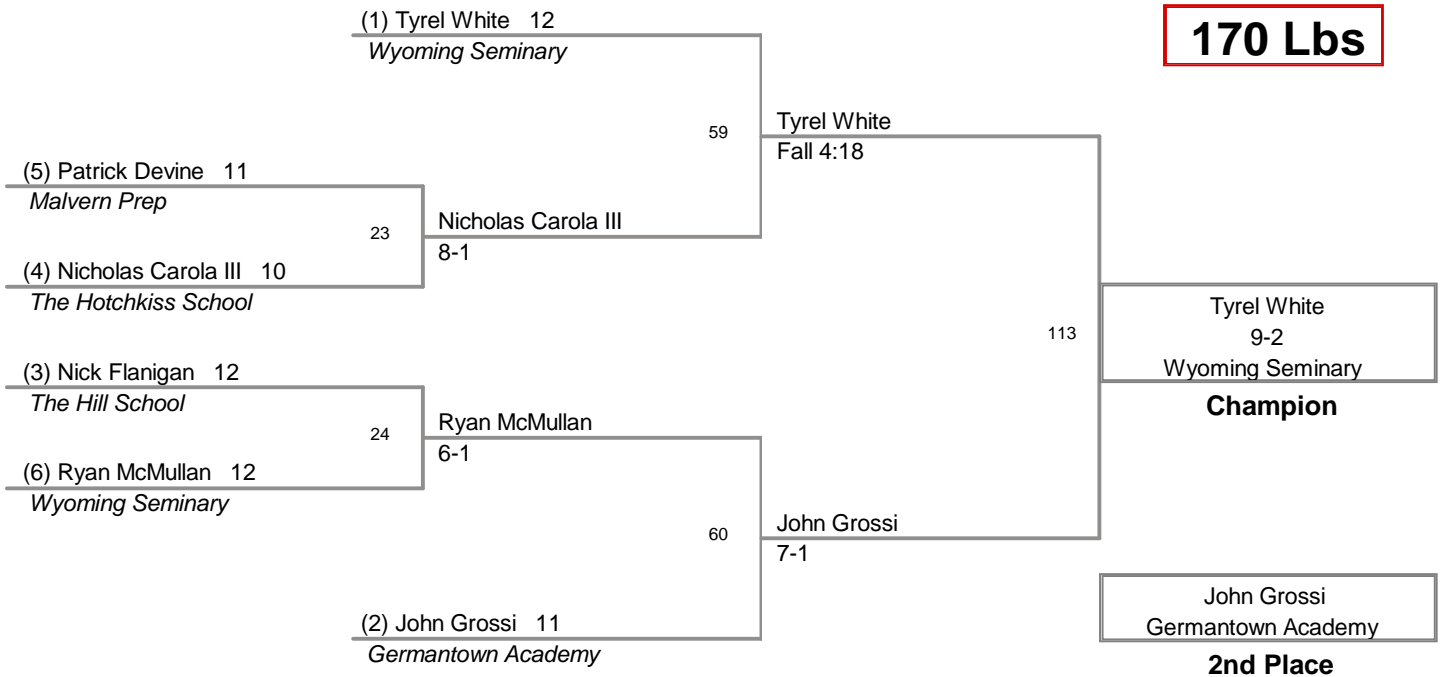 (1) Tyrel White 12
Wyoming Seminary
170 Lbs
59
Tyrel White
Fall 4:18
(5) Patrick Devine 11
Malvern Prep
23
Nicholas Carola III
8-1
(4) Nicholas Carola III 10
The Hotchkiss School
113
Tyrel White
9-2
Wyoming Seminary
Champion
(3) Nick Flanigan 12
The Hill School
24
Ryan McMullan
6-1
(6) Ryan McMullan 12
Wyoming Seminary
60
John Grossi
7-1
(2) John Grossi 11
Germantown Academy
John Grossi
Germantown Academy
2nd Place